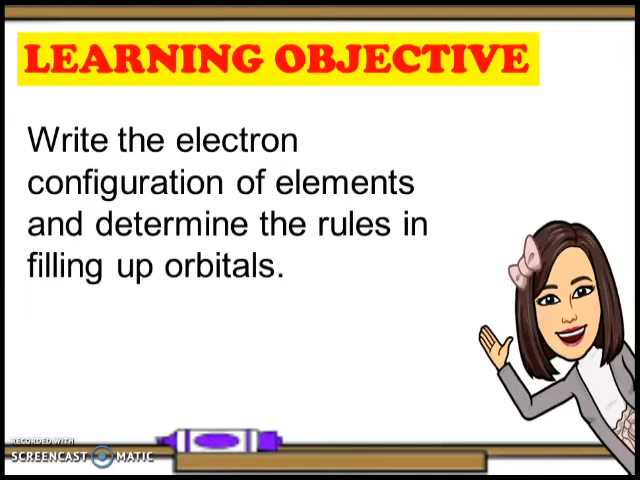 LEARNING OBJECTIVE
Write the electron
configuration of elements
and determine the rules in
filling up orbitals.
RECORDED WITH
SCREENCAST MATIC